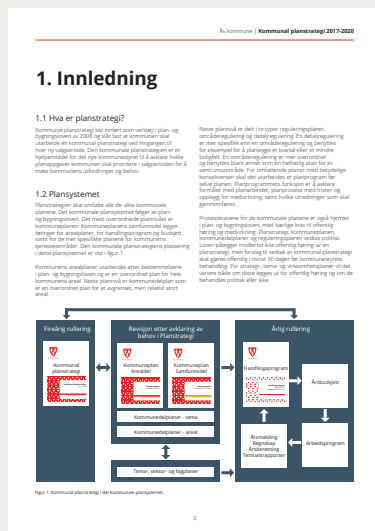 Ås kommune | Kommunal planstrategi 2017-2020
1. Innledning
1.1 Hva er planstrategi?
Kommunal planstrategi ble innført som verktøy i plan- og
bygningsloven av 2008 og slår fast at kommunen skal
utarbeide en kommunal planstrategi ved inngangen til
hver ny valgperiode. Den kommunale planstrategien er et
hjelpemiddel for det nye kommunestyret til å avklare hvilke
planoppgaver kommunen skal prioritere i valgperioden for å
møte kommunens utfordringer og behov.
1.2 Plansystemet
Planstrategien skal omfatte alle de ulike kommunale
planene. Det kommunale plansystemet følger av plan-
og bygningsloven. Det mest overordnede plannivået er
kommuneplanen. Kommuneplanens samfunnsdel legger
føringer for arealplaner, for handlingsprogram og budsjett,
samt for de mer spesifikke planene for kommunens
tjenesteområder. Den kommunale planstrategiens plassering
i dette plansystemet er vist i figur 1.
Kommunens arealplaner utarbeides etter bestemmelsene
i plan- og bygningsloven og er en overordnet plan for hele
kommunens areal. Neste plannivå er kommunedelplan som
er en overordnet plan for et avgrenset, men relativt stort
areal.
Neste plannivå er delt i to typer reguleringsplaner,
områderegulering og detaljregulering. En detaljregulering
er mer spesifikk enn en områderegulering og benyttes
for eksempel for å planlegge et kvartal eller et mindre
boligfelt. En områderegulering er mer overordnet
og benyttes blant annet som en helhetlig plan for et
sentrumsområde. For omfattende planer med betydelige
konsekvenser skal det utarbeides et planprogram før
selve planen. Planprogrammets funksjon er å avklare
formålet med planarbeidet, planprosess med frister og
opplegg for medvirkning, samt hvilke utredninger som skal
gjennomføres.
Prosesskravene for de kommunale planene er også hjemlet
i plan- og bygningsloven, med særlige krav til offentlig
høring og medvirkning. Planstrategi, kommuneplanen,
kommunedelplaner og reguleringsplaner vedtas politisk.
Loven pålegger imidlertid ikke offentlig høring av en
planstrategi, men forslag til vedtak av kommunal planstrategi
skal gjøres offentlig i minst 30 dager før kommunestyrets
behandling. For strategi-, tema- og virksomhetsplaner vil det
variere både om disse legges ut for offentlig høring og om de
behandles politisk eller ikke.
Fireårig rullering
Kommunal
planstrategi
Revisjon etter avklaring av
behov i Planstrategi
Kommuneplan
Arealdel
Kommuneplan
Samfunnsdel
Kommunedelplaner - tema
Kommunedelplaner - areal
Tema-, sektor- og fagplaner
Årlig rullering
Handlingsprogram
Årsbudsjett
Arbeidsprogram
Årsmelding
Regnskap
Årsberetning
Tertialsrapporter
Figur 1: Kommunal planstrategi i det kommunale plansystemet
3